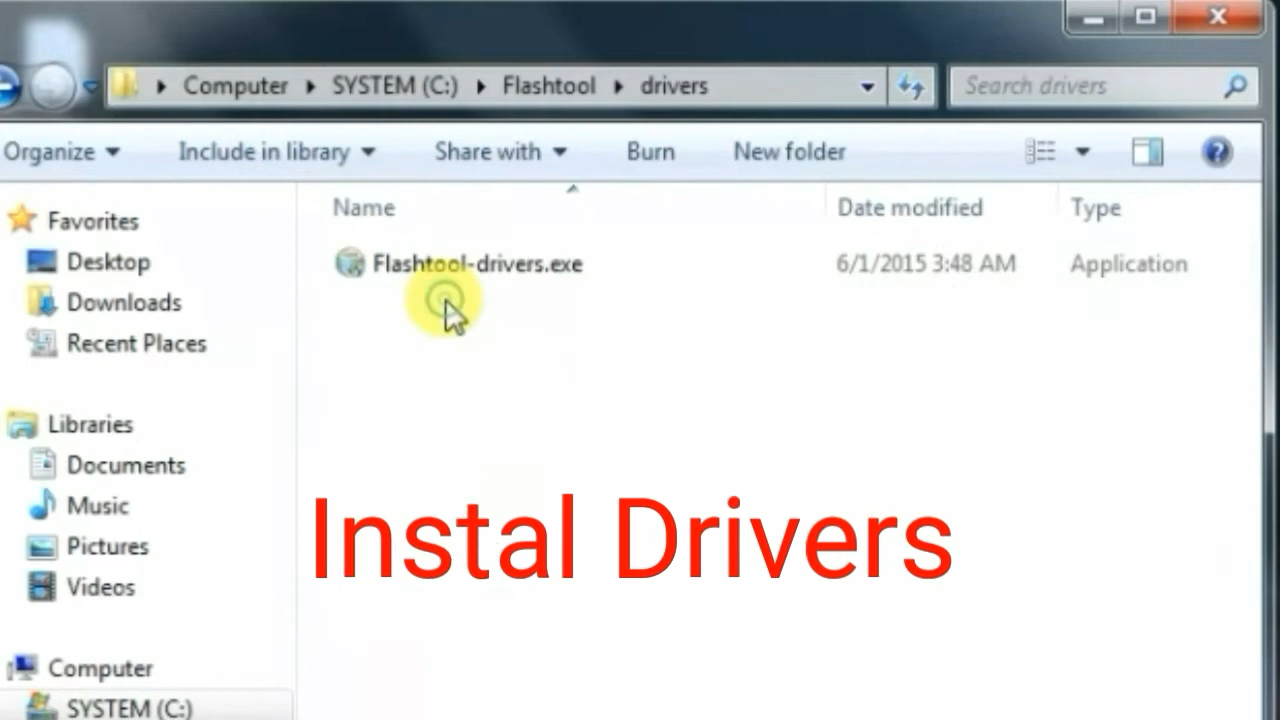 Computer ▸ SYSTEM (C:) ▸ Flashtool ▸ drivers
Search drivers
Organize Include in library Share with Burn New folder
Name Date modified Type
Flashtool-drivers.exe 6/1/2015 3:48 AM Application
Favorites
Desktop
Downloads
Recent Places
Libraries
Documents
Music
Pictures
Videos
Computer
SYSTEM (C:)
Instal Drivers